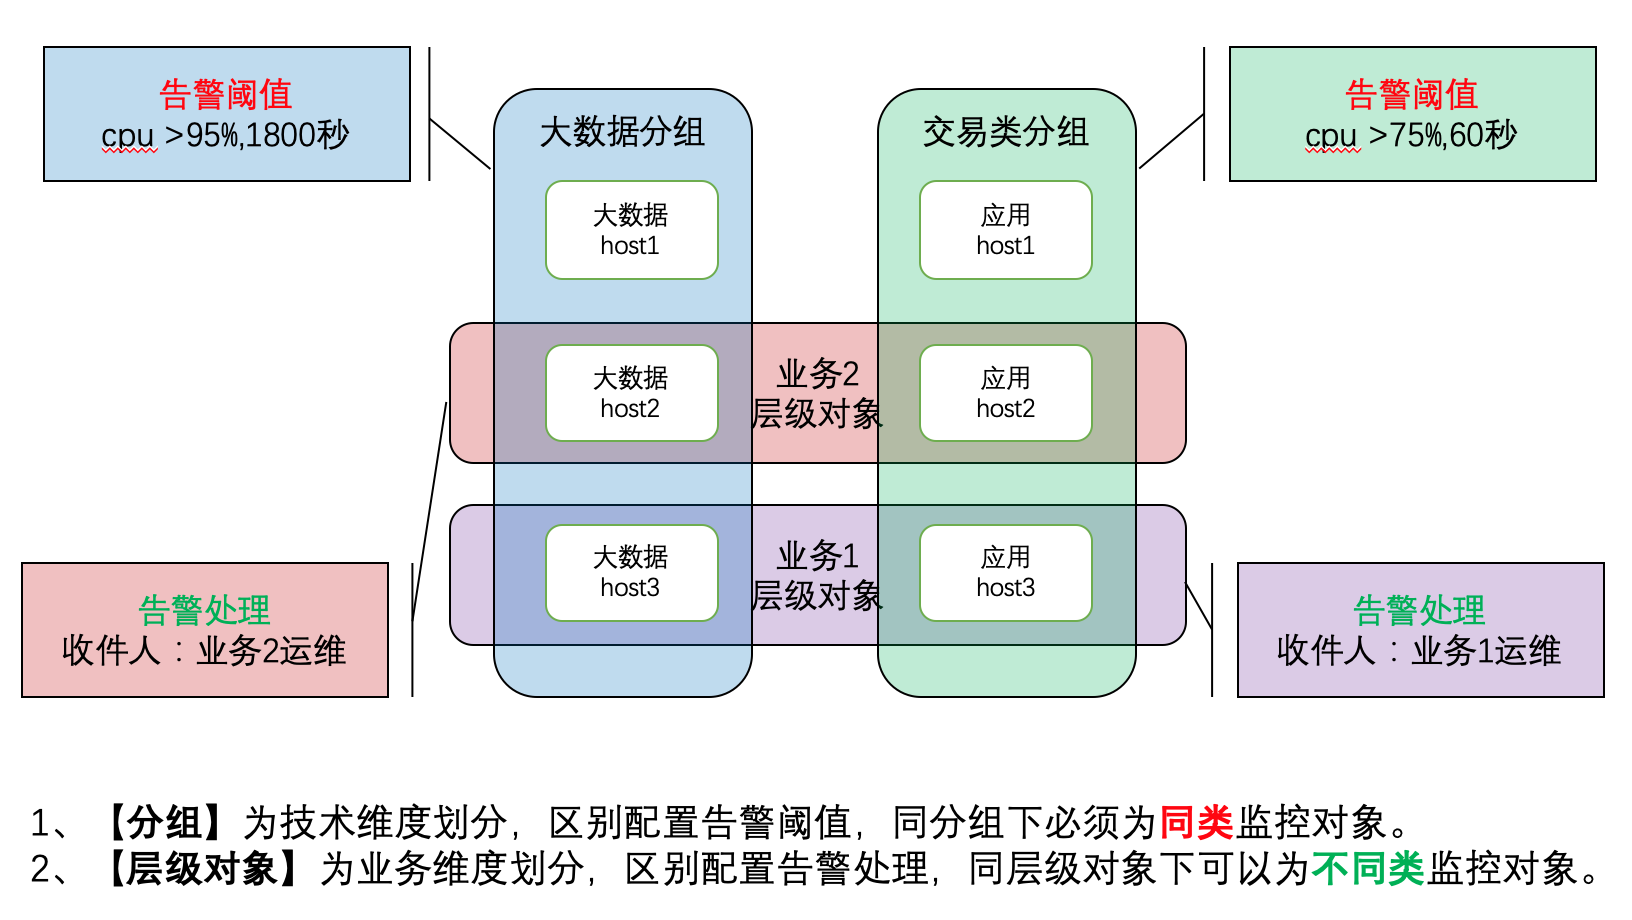 告警阈值
cpu >95%,1800秒
告警阈值
cpu >75%,60秒
大数据分组
交易类分组
大数据
host1
应用
host1
大数据
host2
业务2
层级对象
应用
host2
大数据
host3
业务1
层级对象
应用
host3
告警处理
收件人：业务2运维
告警处理
收件人：业务1运维
1、【分组】为技术维度划分，区别配置告警阈值，同分组下必须为同类监控对象。
2、【层级对象】为业务维度划分，区别配置告警处理，同层级对象下可以为不同类监控对象。